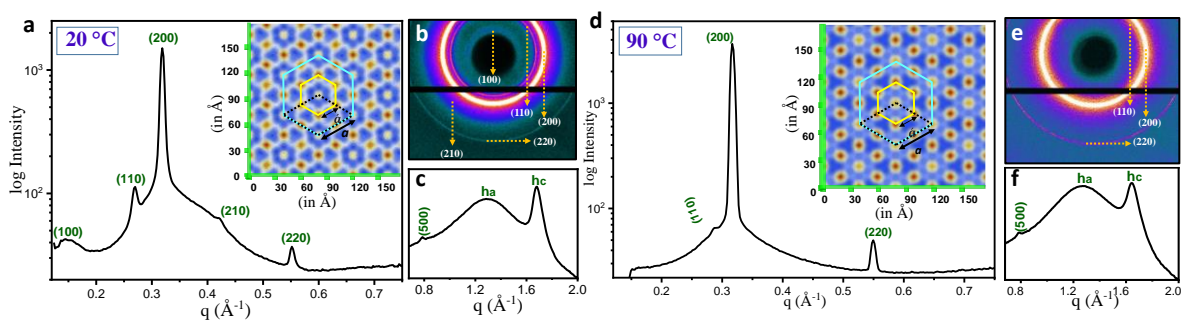 a
20 °C
(200)
(110)
(100)
(210)
(220)
10³
10²
log Intensity
0.2
0.3
0.4
0.5
0.6
0.7
q (Å⁻¹)
150
120
90
60
30
0
(in Å)
0
30
60
90
120
150
(in Å)
a'
a
b
(100)
(110)
(200)
(210)
(220)
c
(500)
ha
hc
0.8
1.2
1.6
2.0
q (Å⁻¹)
d
90 °C
(200)
(110)
(220)
10³
10²
log Intensity
0.2
0.3
0.4
0.5
0.6
0.7
q (Å⁻¹)
150
120
90
60
30
0
(in Å)
0
30
60
90
120
150
(in Å)
a'
a
e
(110)
(200)
(220)
f
(500)
ha
hc
0.8
1.2
1.6
2.0
q (Å⁻¹)